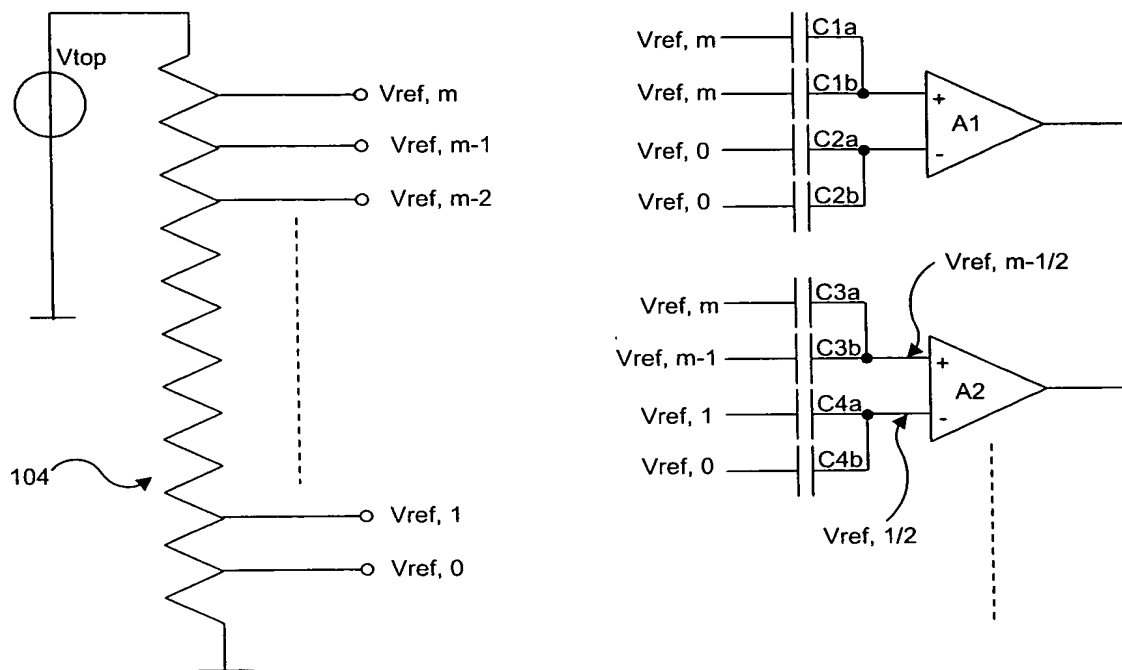 Vtop
Vref, m
Vref, m-1
Vref, m-2
104
Vref, 1
Vref, 0
Vref, m
C1a
Vref, m
C1b
+
A1
Vref, 0
C2a
-
Vref, 0
C2b
Vref, m-1/2
Vref, m
C3a
Vref, m-1
C3b
+
A2
Vref, 1
C4a
-
Vref, 0
C4b
Vref, 1/2